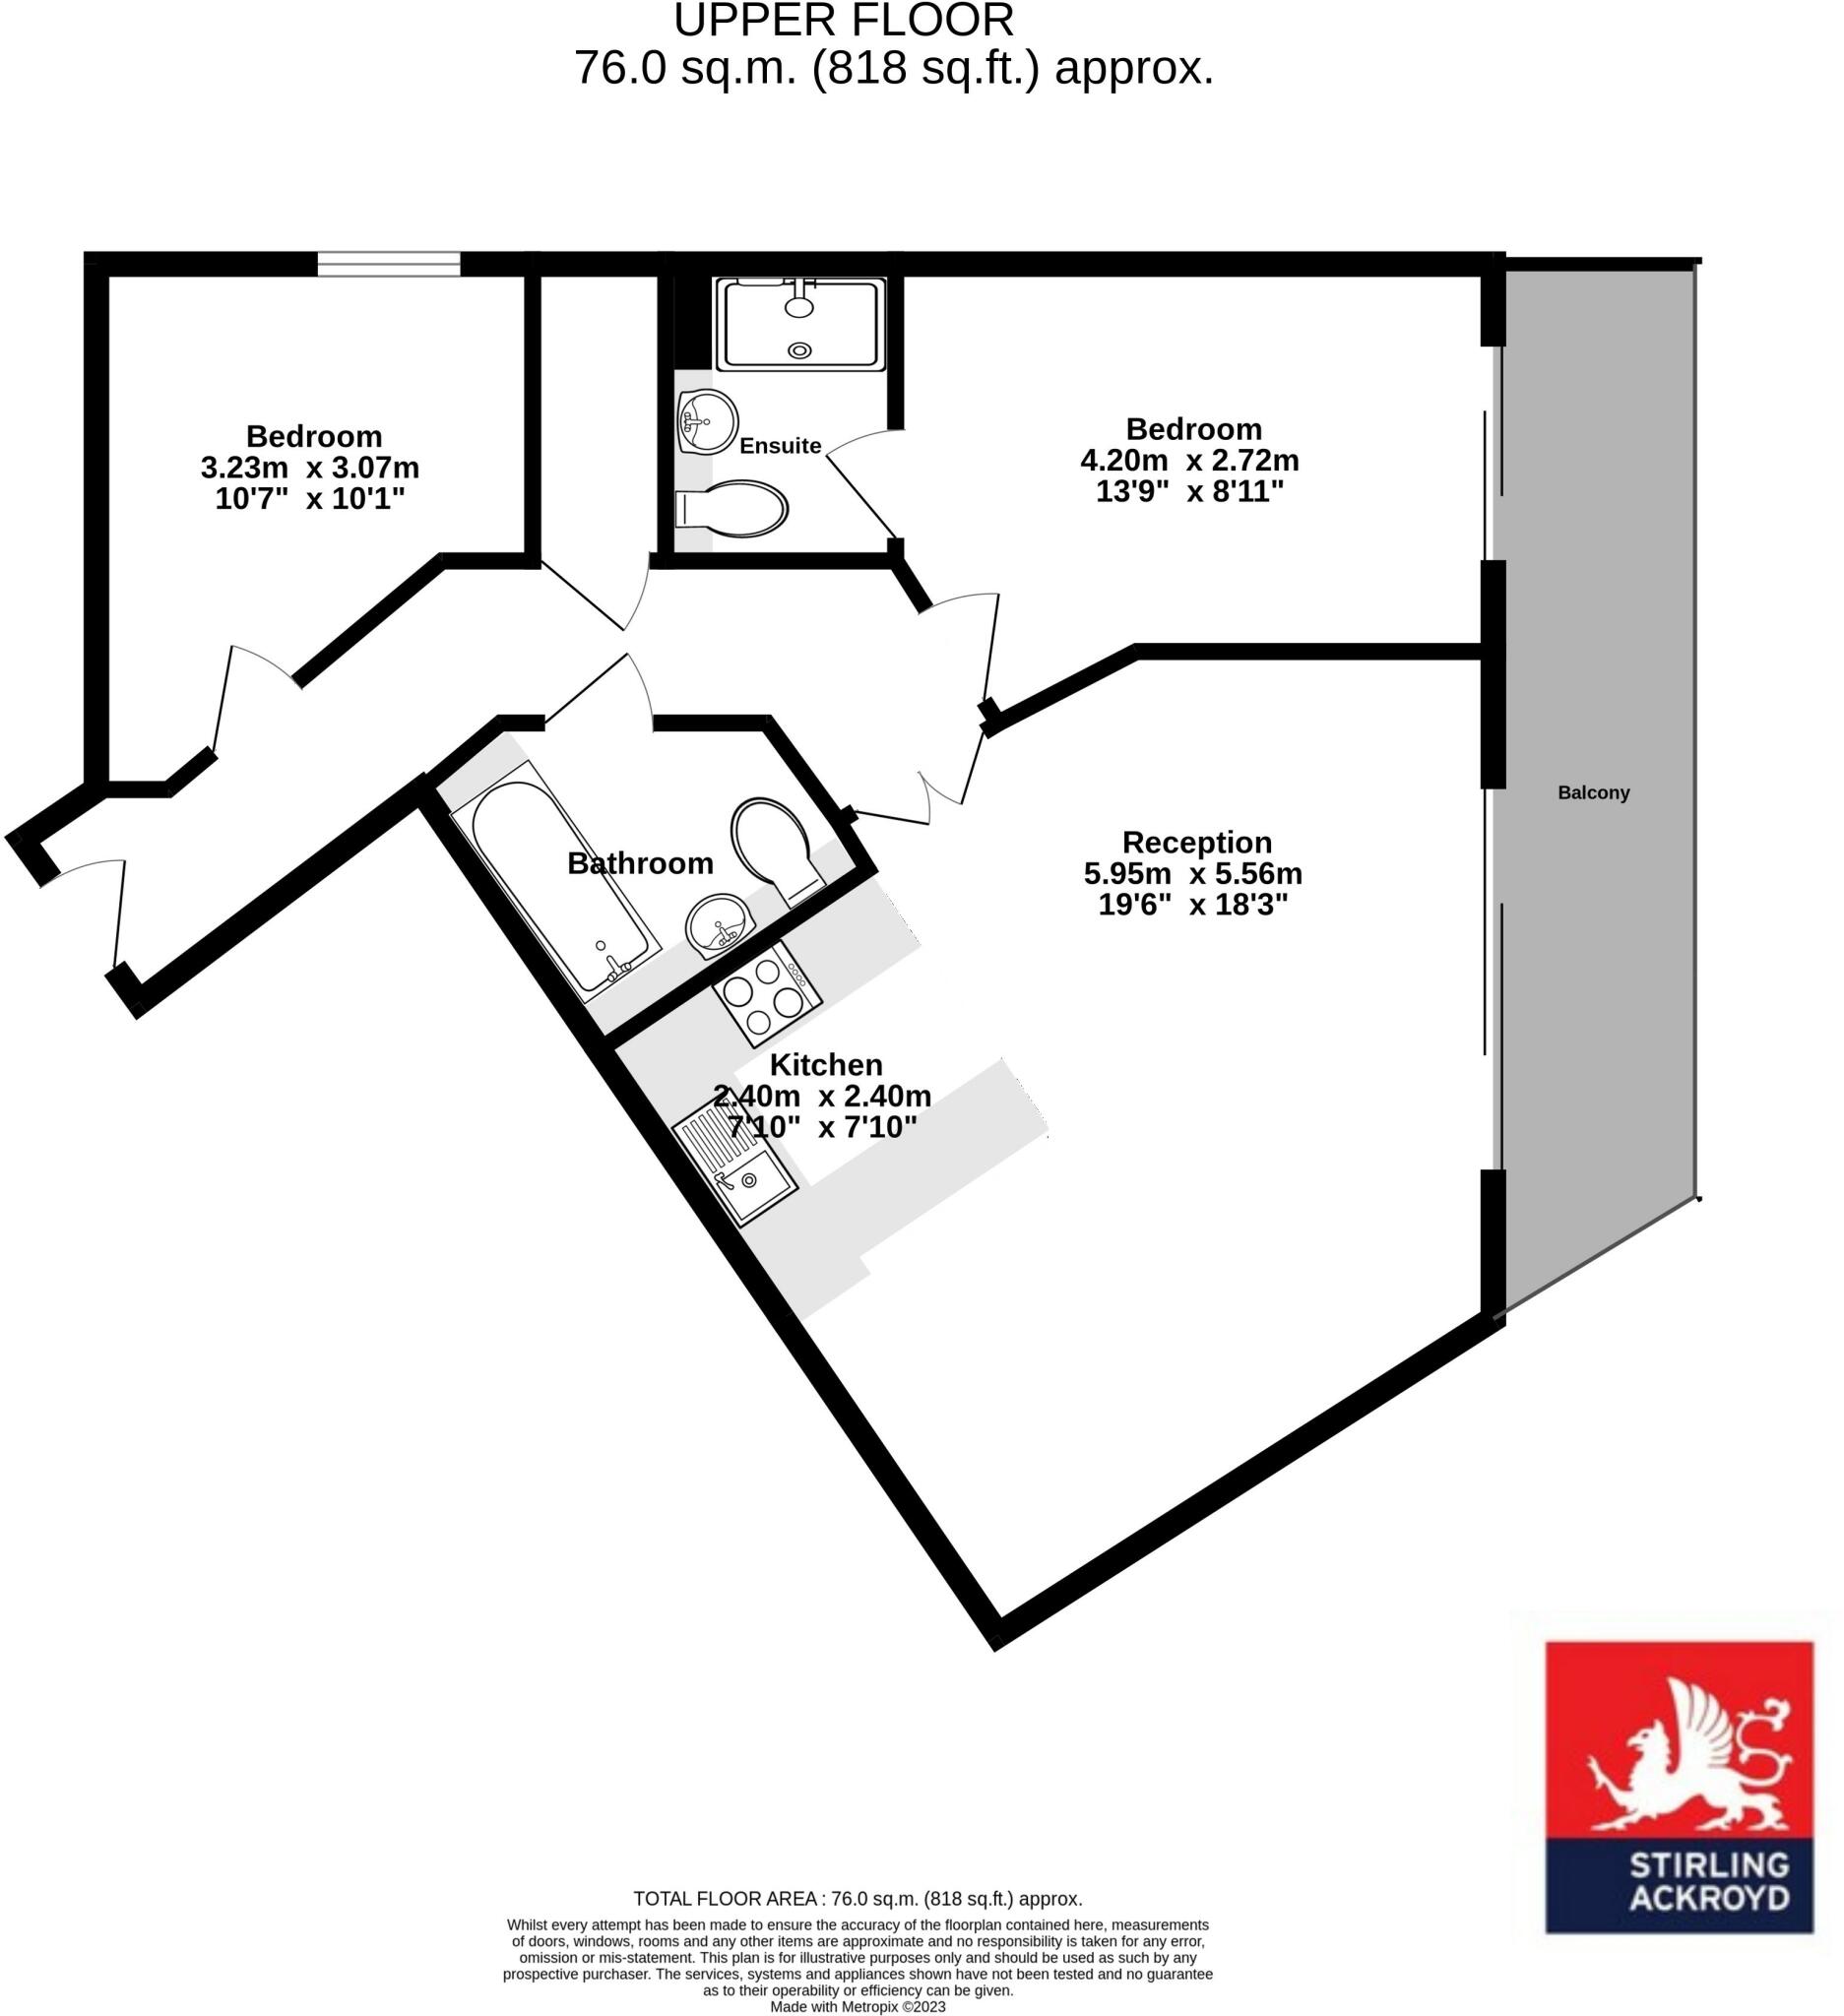 UPPER FLOOR
76.0 sq.m. (818 sq.ft.) approx.
Bedroom
3.23m x 3.07m
10'7" x 10'1"
Ensuite
Bedroom
4.20m x 2.72m
13'9" x 8'11"
Balcony
Bathroom
Reception
5.95m x 5.56m
19'6" x 18'3"
Kitchen
2.40m x 2.40m
7'10" x 7'10"
STIRLING
ACKROYD
TOTAL FLOOR AREA : 76.0 sq.m. (818 sq.ft.) approx.
Whilst every attempt has been made to ensure the accuracy of the floorplan contained here, measurements
of doors, windows, rooms and any other items are approximate and no responsibility is taken for any error,
omission or mis-statement. This plan is for illustrative purposes only and should be used as such by any
prospective purchaser. The services, systems and appliances shown have not been tested and no guarantee
as to their operability or efficiency can be given.
Made with Metropix ©2023